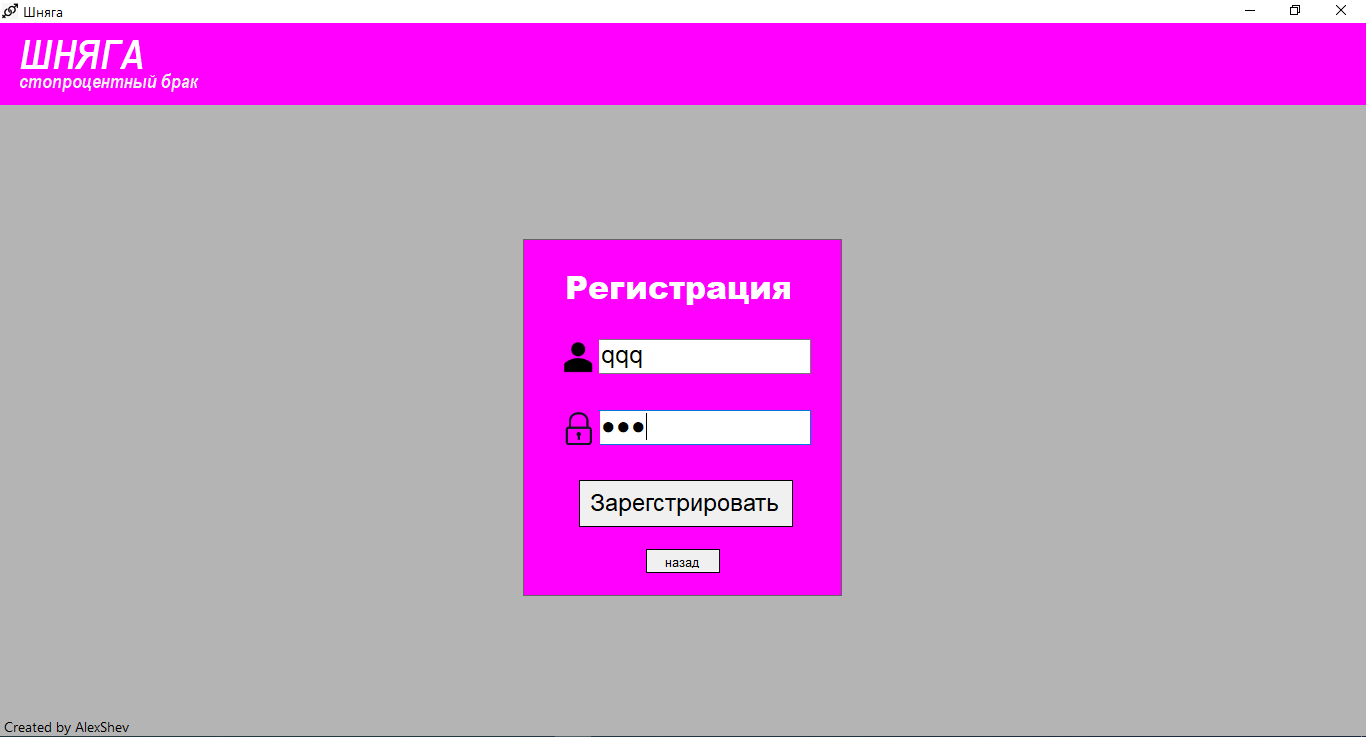 Шняга
ШНЯГА
стопроцентный брак
Регистрация
qqq
●●●
Зарегстрировать
назад
Created by AlexShev